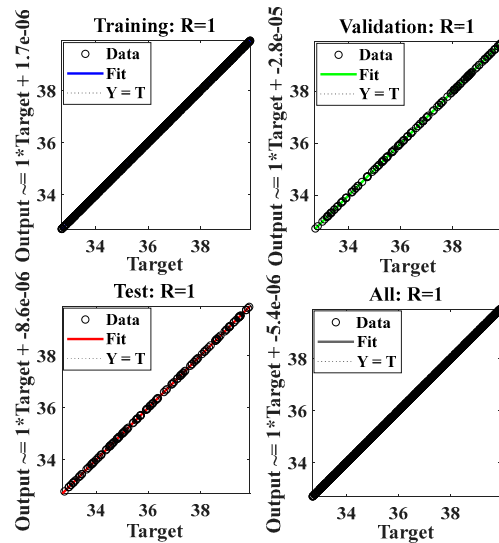 Training: R=1
Output ~= 1*Target + 1.7e-06
Data
Fit
Y = T
38
36
34
34 36 38
Target
Validation: R=1
Output ~= 1*Target + -2.8e-05
Data
Fit
Y = T
38
36
34
34 36 38
Target
Test: R=1
Output ~= 1*Target + -8.6e-06
Data
Fit
Y = T
38
36
34
34 36 38
Target
All: R=1
Output ~= 1*Target + -5.4e-06
Data
Fit
Y = T
38
36
34
34 36 38
Target